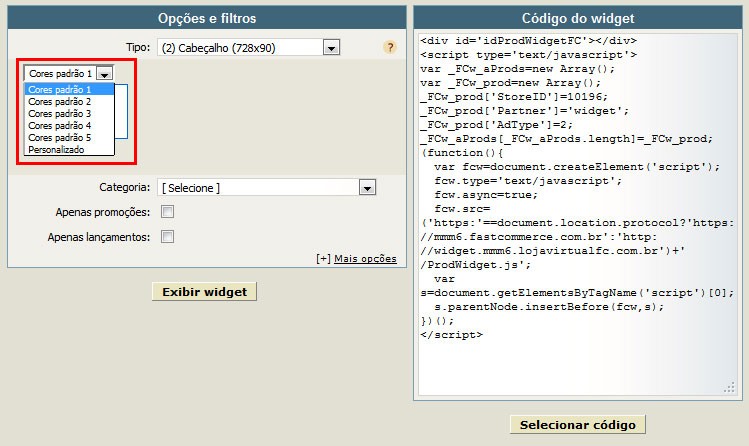 Opções e filtros
Tipo: (2) Cabeçalho (728x90) ?
Cores padrão 1
Cores padrão 1
Cores padrão 2
Cores padrão 3
Cores padrão 4
Cores padrão 5
Personalizado
Categoria: [ Selecione ]
Apenas promoções:
Apenas lançamentos:
[+] Mais opções
Exibir widget
Código do widget
<div id='idProdWidgetFC'></div>
<script type='text/javascript'>
var _FCw_aProds=new Array();
var _FCw_prod=new Array();
_FCw_prod['StoreID']=10196;
_FCw_prod['Partner']='widget';
_FCw_prod['AdType']=2;
_FCw_aProds[_FCw_aProds.length]=_FCw_prod;
(function(){
  var fcw=document.createElement('script');
  fcw.type='text/javascript';
  fcw.async=true;
  fcw.src=
('https:'==document.location.protocol?'https:
//mmm6.fastcommerce.com.br':'http:
//widget.mmm6.lojavirtualfc.com.br')+'
/ProdWidget.js';
  var
s=document.getElementsByTagName('script')[0];
  s.parentNode.insertBefore(fcw,s);
})();
</script>
Selecionar código